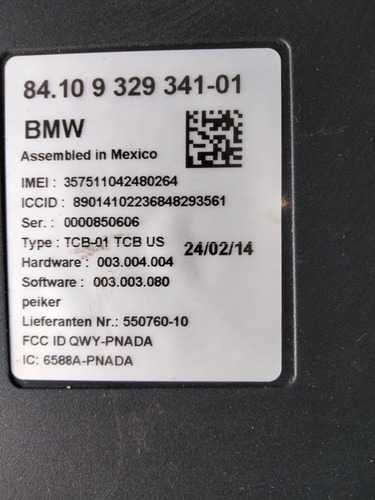 84.10 9 329 341-01
BMW
Assembled in Mexico
IMEI : 357511042480264
ICCID : 89014102236848293561
Ser. : 0000850606
Type : TCB-01 TCB US 24/02/14
Hardware : 003.004.004
Software : 003.003.080
peiker
Lieferanten Nr.: 550760-10
FCC ID QWY-PNADA
IC: 6588A-PNADA